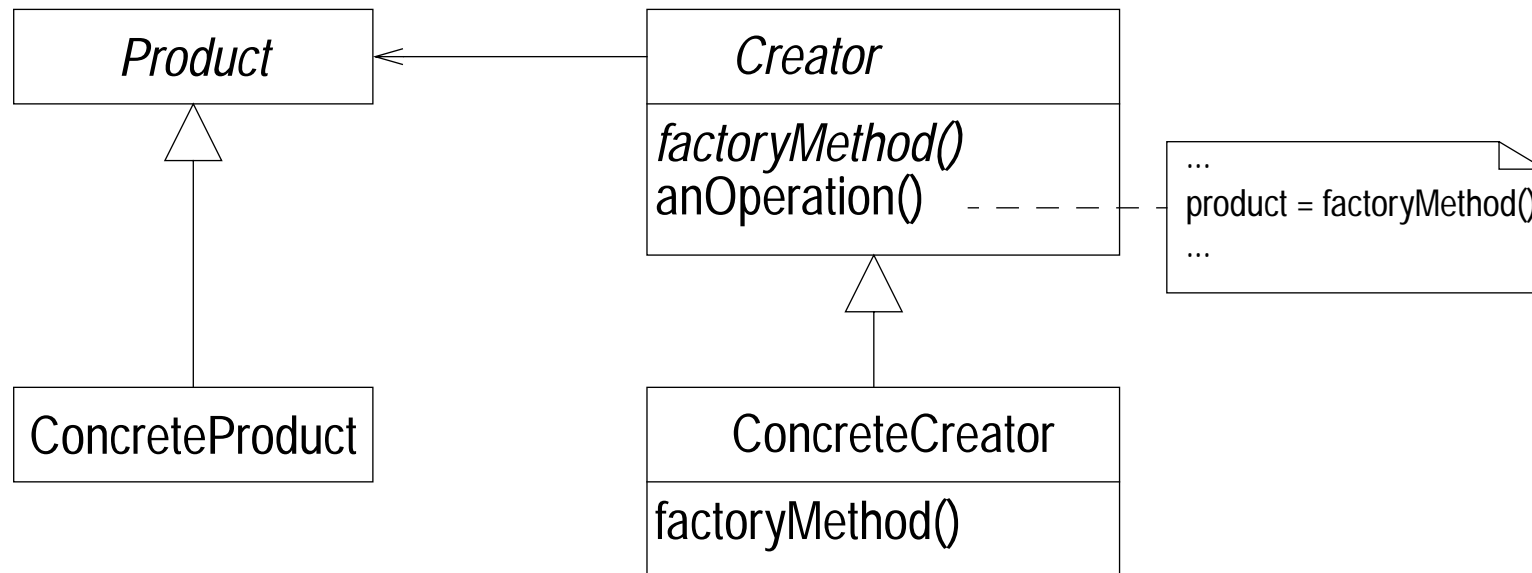 Product
Creator
factoryMethod()
anOperation()
...
product = factoryMethod()
...
ConcreteProduct
ConcreteCreator
factoryMethod()